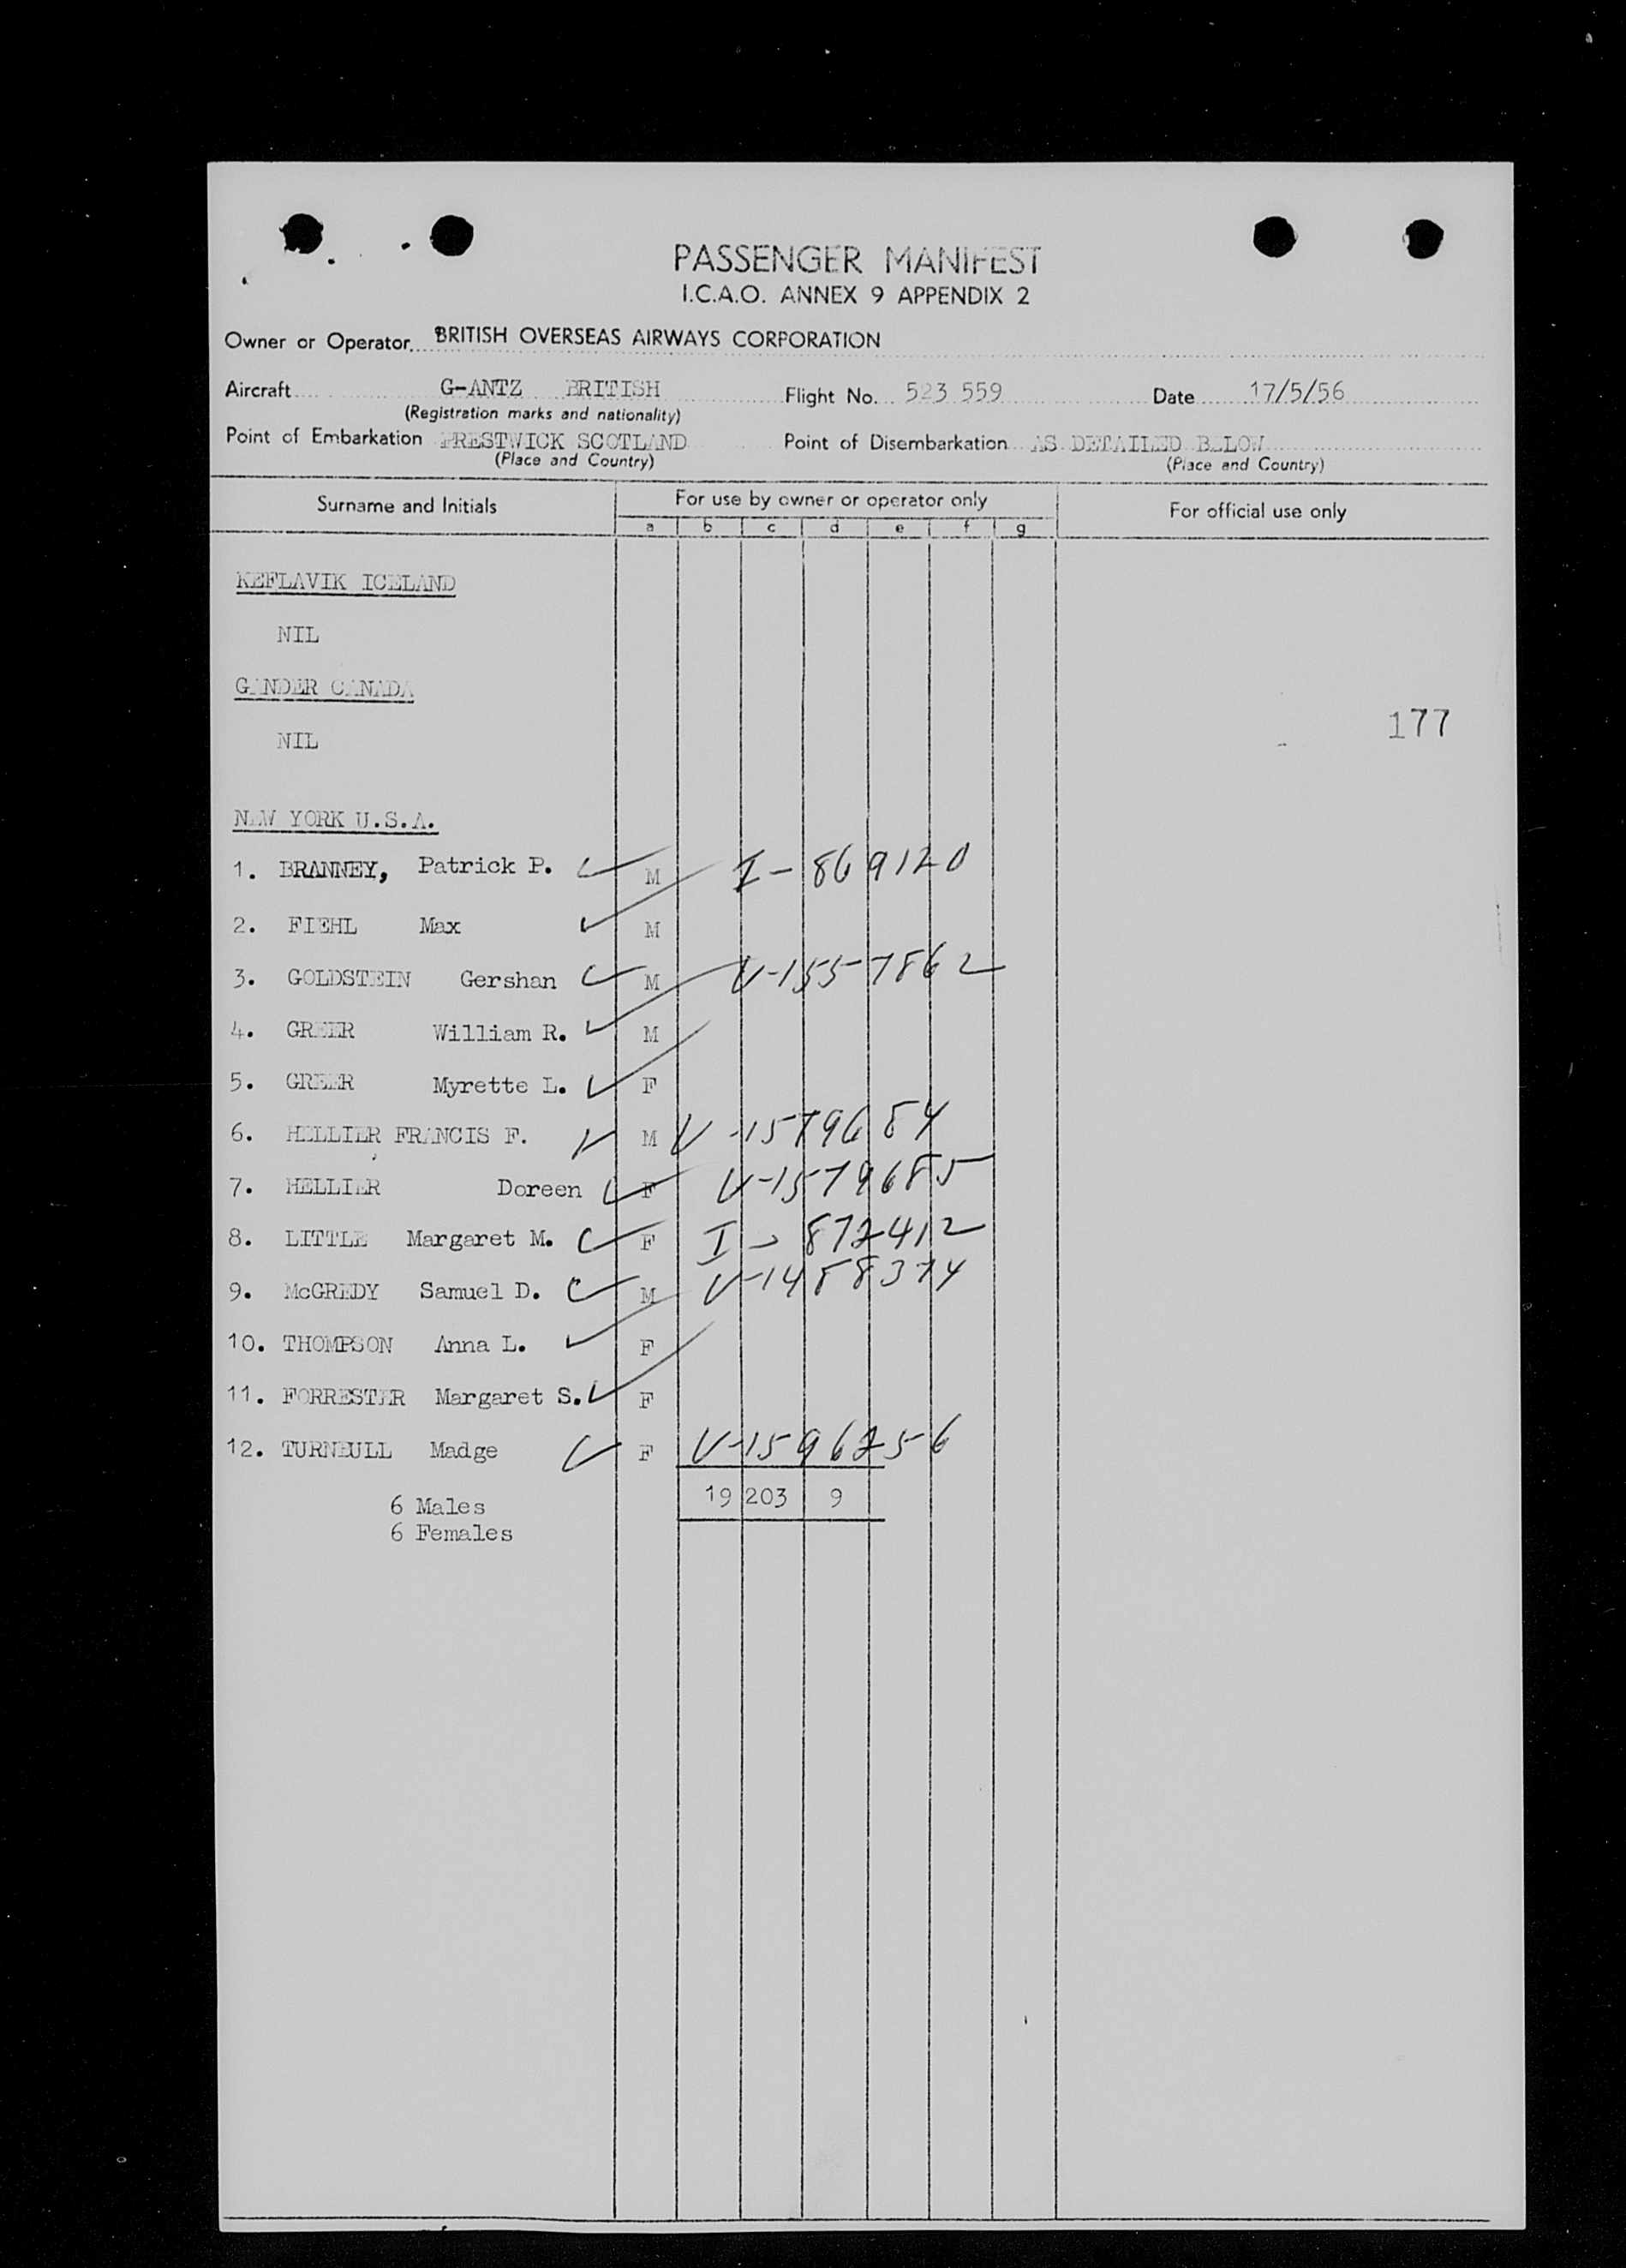 PASSENGER MANIFEST
I.C.A.O. ANNEX 9 APPENDIX 2
Owner or Operator BRITISH OVERSEAS AIRWAYS CORPORATION
Aircraft G-ANTZ BRITISH Flight No. 523 559 Date 17/5/56
(Registration marks and nationality)
Point of Embarkation PRESTWICK SCOTLAND Point of Disembarkation AS DETAILED BELOW
(Place and Country) (Place and Country)
Surname and Initials For use by owner or operator only For official use only
a b c d e f g
KEFLAVIK ICELAND
NIL
GANDER CANADA
177
NIL
NEW YORK U.S.A.
1. BRANNEY, Patrick P. M I-869120
2. FIEHL Max M
3. GOLDSTEIN Gershan M V-1557862
4. GREER William R. M
5. GREER Myrette L. F
6. HELLIER FRANCIS F. M V-1579684
7. HELLIER Doreen F V-1579685
8. LITTLE Margaret M. F I-872412
9. McGREDY Samuel D. M V-1488374
10. THOMPSON Anna L. F
11. FORRESTER Margaret S. F
12. TURNBULL Madge F V-1596256
6 Males 19 203 9
6 Females